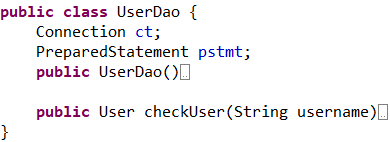 public class UserDao {
Connection ct;
PreparedStatement pstmt;
public UserDao()
public User checkUser(String username)
}